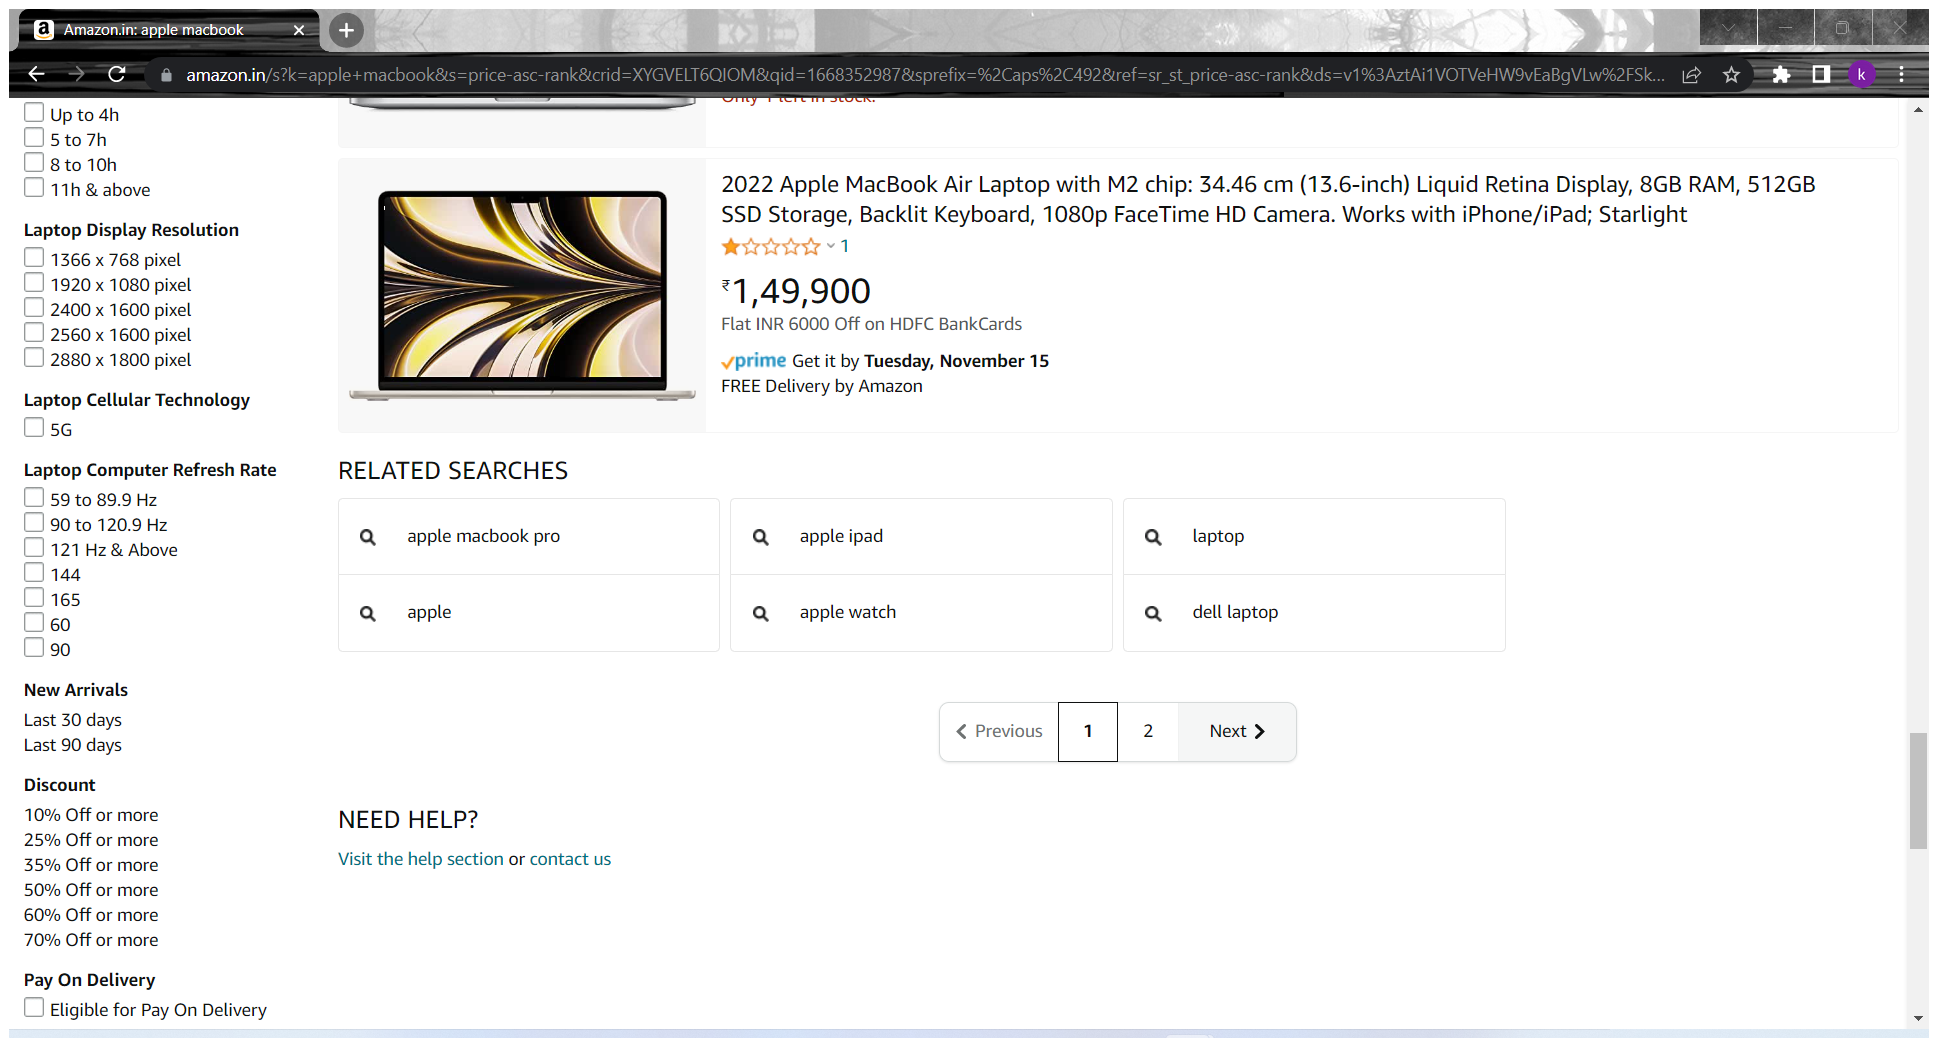 Amazon.in: apple macbook
amazon.in/s?k=apple+macbook&s=price-asc-rank&crid=XYGVELT6QIOM&qid=1668352987&sprefix=%2Caps%2C492&ref=sr_st_price-asc-rank&ds=v1%3AztAi1VOTVeHW9vEaBgVLw%2FSk...
k
Up to 4h
5 to 7h
8 to 10h
11h & above
Laptop Display Resolution
1366 x 768 pixel
1920 x 1080 pixel
2400 x 1600 pixel
2560 x 1600 pixel
2880 x 1800 pixel
Laptop Cellular Technology
5G
Laptop Computer Refresh Rate
59 to 89.9 Hz
90 to 120.9 Hz
121 Hz & Above
144
165
60
90
New Arrivals
Last 30 days
Last 90 days
Discount
10% Off or more
25% Off or more
35% Off or more
50% Off or more
60% Off or more
70% Off or more
Pay On Delivery
Eligible for Pay On Delivery
left in stock.
2022 Apple MacBook Air Laptop with M2 chip: 34.46 cm (13.6-inch) Liquid Retina Display, 8GB RAM, 512GB
SSD Storage, Backlit Keyboard, 1080p FaceTime HD Camera. Works with iPhone/iPad; Starlight
1
₹1,49,900
Flat INR 6000 Off on HDFC BankCards
prime Get it by Tuesday, November 15
FREE Delivery by Amazon
RELATED SEARCHES
apple macbook pro
apple ipad
laptop
apple
apple watch
dell laptop
Previous
1
2
Next
NEED HELP?
Visit the help section or contact us